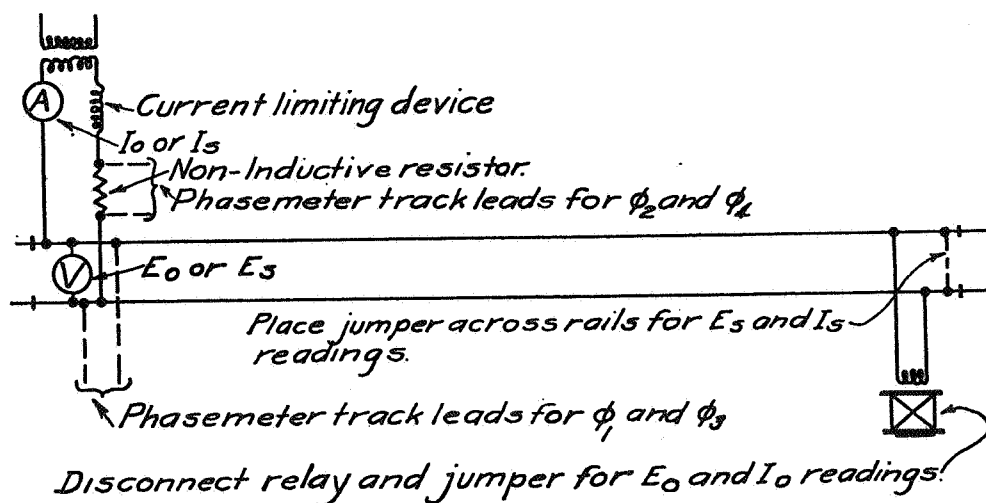 A
Current limiting device
I₀ or Iₛ
Non-Inductive resistor.
Phasemeter track leads for ϕ₂ and ϕ₄
V
E₀ or Eₛ
Place jumper across rails for Eₛ and Iₛ
readings.
Phasemeter track leads for ϕ₁ and ϕ₃
Disconnect relay and jumper for E₀ and I₀ readings.